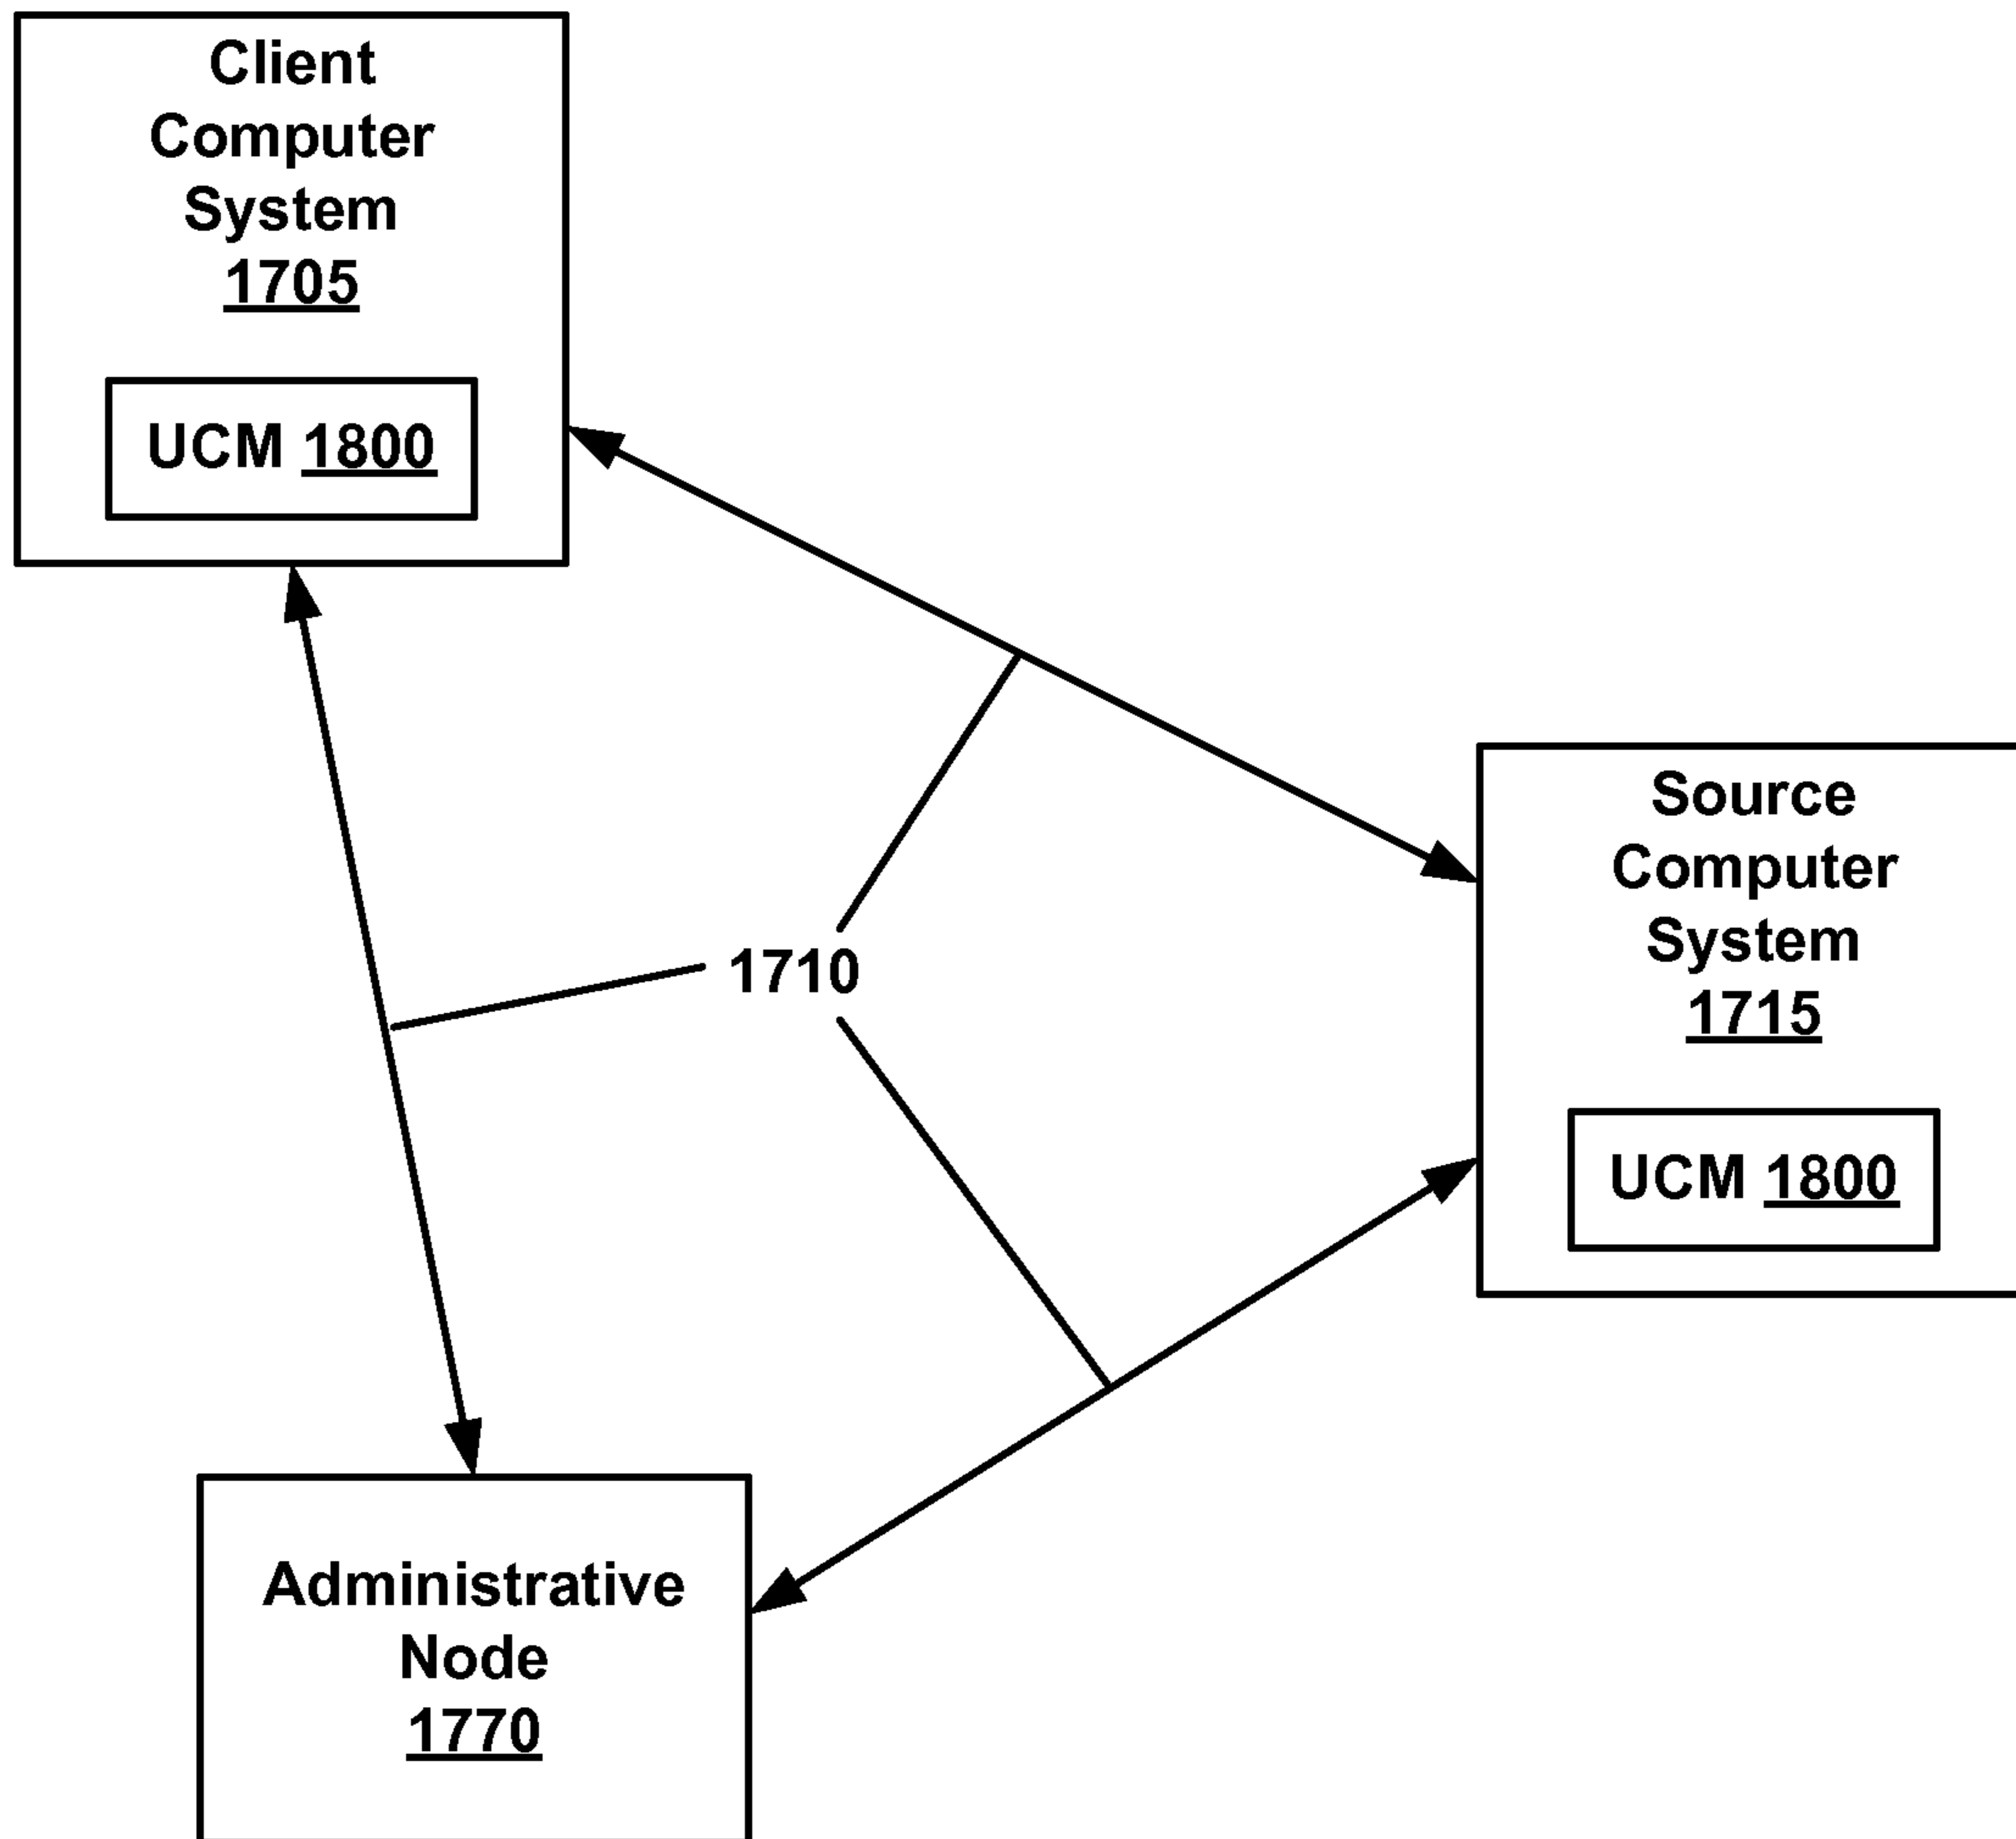 Client
Computer
System
1705
UCM 1800
1710
Source
Computer
System
1715
UCM 1800
Administrative
Node
1770